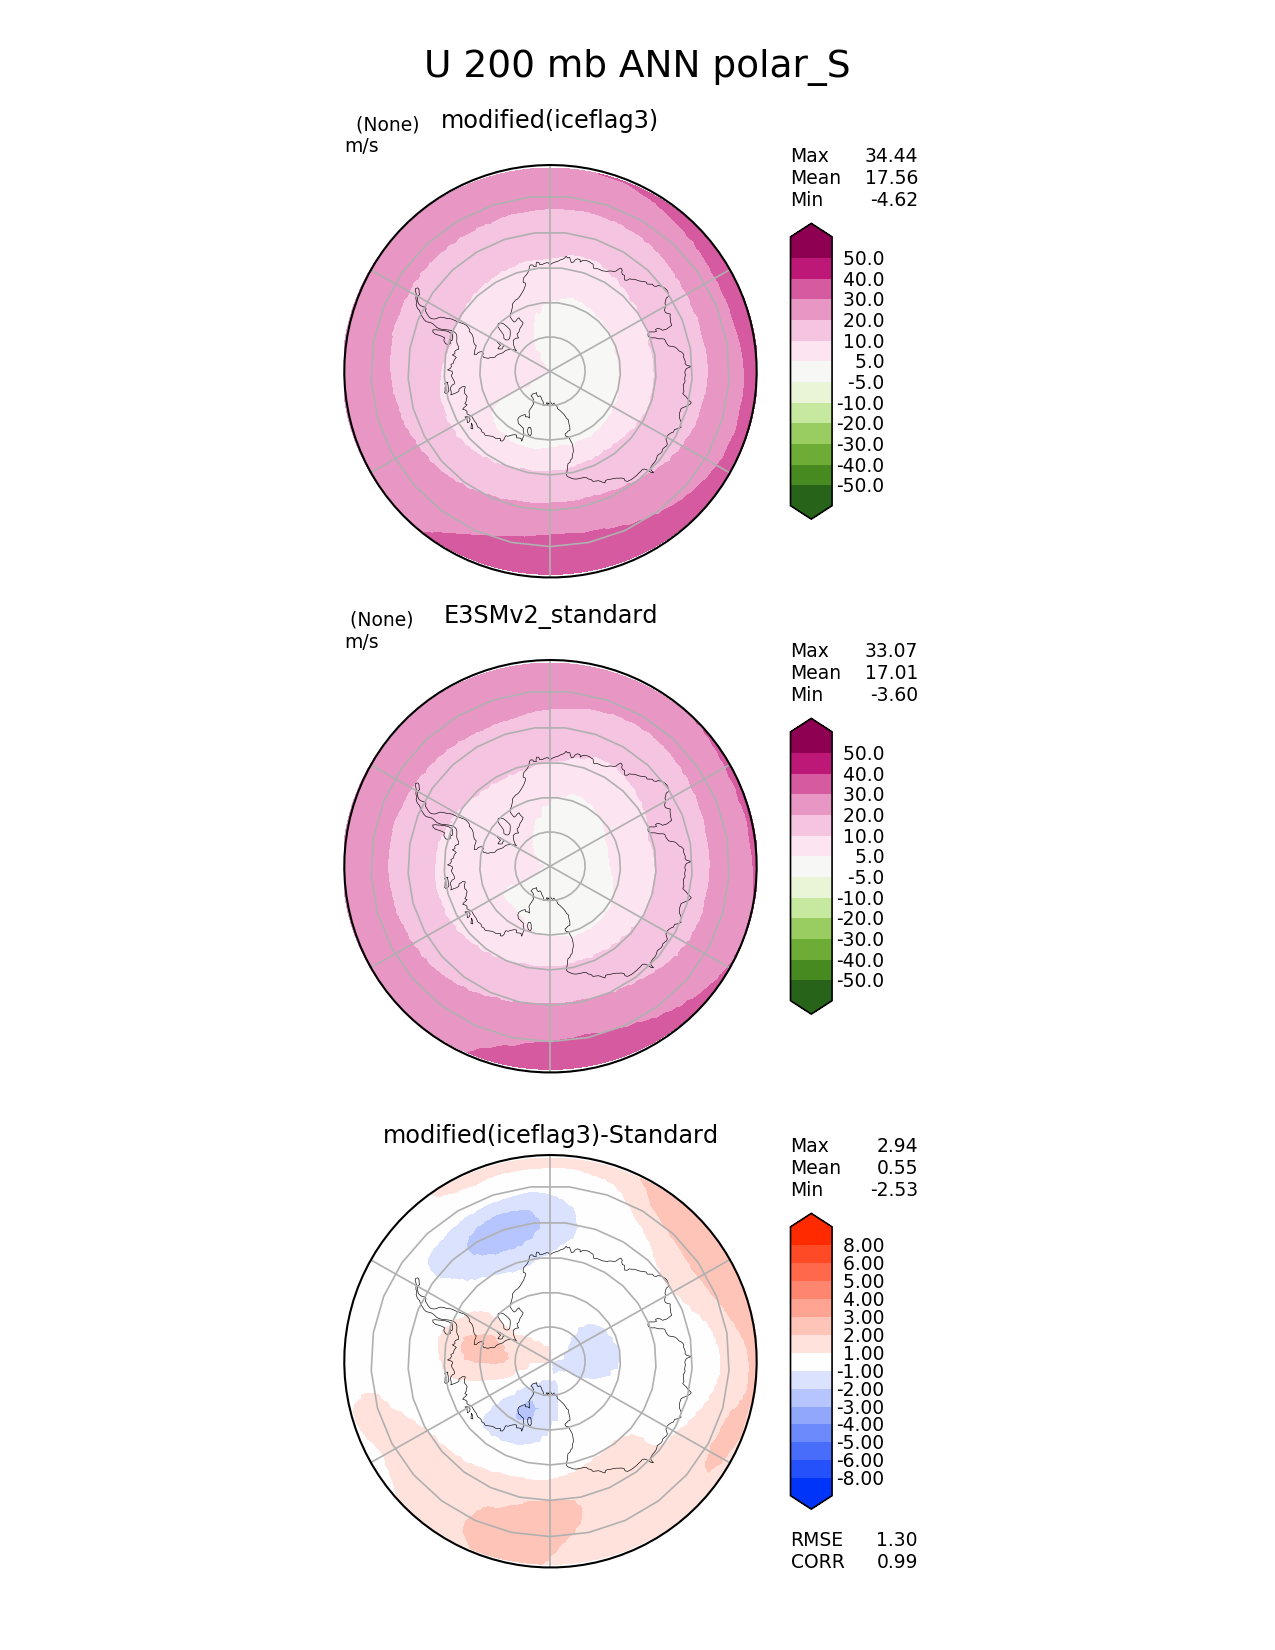 U 200 mb ANN polar_S
(None)
modified(iceflag3)
m/s
Max 34.44
Mean 17.56
Min -4.62
50.0
40.0
30.0
20.0
10.0
5.0
-5.0
-10.0
-20.0
-30.0
-40.0
-50.0
(None)
E3SMv2_standard
m/s
Max 33.07
Mean 17.01
Min -3.60
50.0
40.0
30.0
20.0
10.0
5.0
-5.0
-10.0
-20.0
-30.0
-40.0
-50.0
modified(iceflag3)-Standard
Max 2.94
Mean 0.55
Min -2.53
8.00
6.00
5.00
4.00
3.00
2.00
1.00
-1.00
-2.00
-3.00
-4.00
-5.00
-6.00
-8.00
RMSE 1.30
CORR 0.99